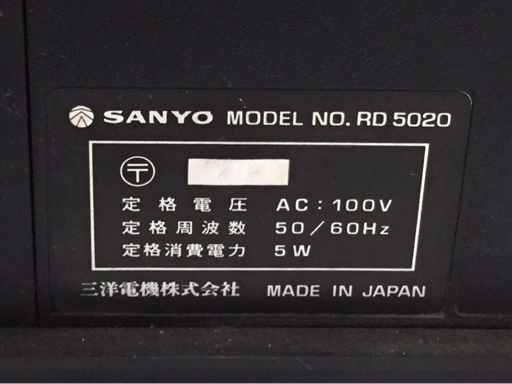 SANYO MODEL NO. RD 5020
〒
定格電圧 AC:100V
定格周波数 50/60Hz
定格消費電力 5W
三洋電機株式会社 MADE IN JAPAN